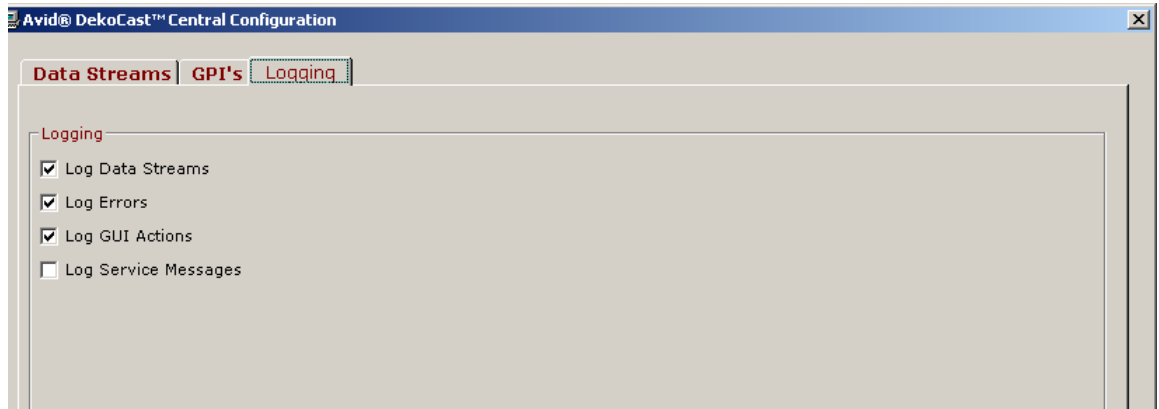 Avid® DekoCast™ Central Configuration
Data Streams GPI's Logging
Logging
Log Data Streams
Log Errors
Log GUI Actions
Log Service Messages